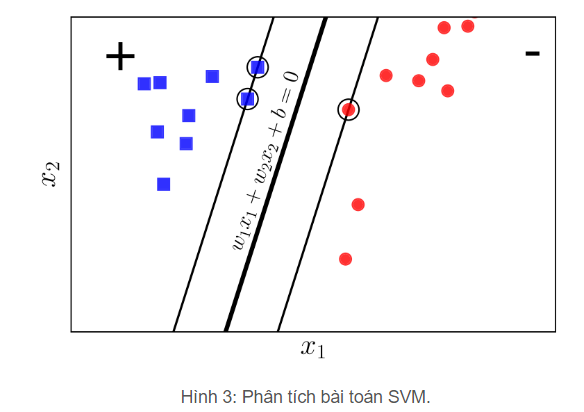 +
-
w₁x₁ + w₂x₂ + b = 0
x₂
x₁
Hình 3: Phân tích bài toán SVM.